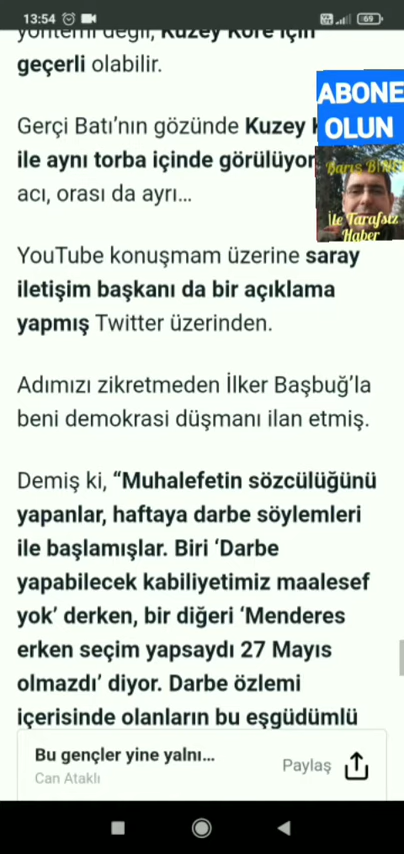 13:54
69
yöntemi değil, Kuzey Kore için
geçerli olabilir.
ABONE
OLUN
Gerçi Batı’nın gözünde Kuzey
ile aynı torba içinde görülüyor
acı, orası da ayrı…
Barış
İle Tarafsız
Haber
YouTube konuşmam üzerine saray
iletişim başkanı da bir açıklama
yapmış Twitter üzerinden.
Adımızı zikretmeden İlker Başbuğ’la
beni demokrasi düşmanı ilan etmiş.
Demiş ki, “Muhalefetin sözcülüğünü
yapanlar, haftaya darbe söylemleri
ile başlamışlar. Biri ‘Darbe
yapabilecek kabiliyetimiz maalesef
yok’ derken, bir diğeri ‘Menderes
erken seçim yapsaydı 27 Mayıs
olmazdı’ diyor. Darbe özlemi
içerisinde olanların bu eşgüdümlü
Bu gençler yine yalnı...
Can Ataklı
Paylaş